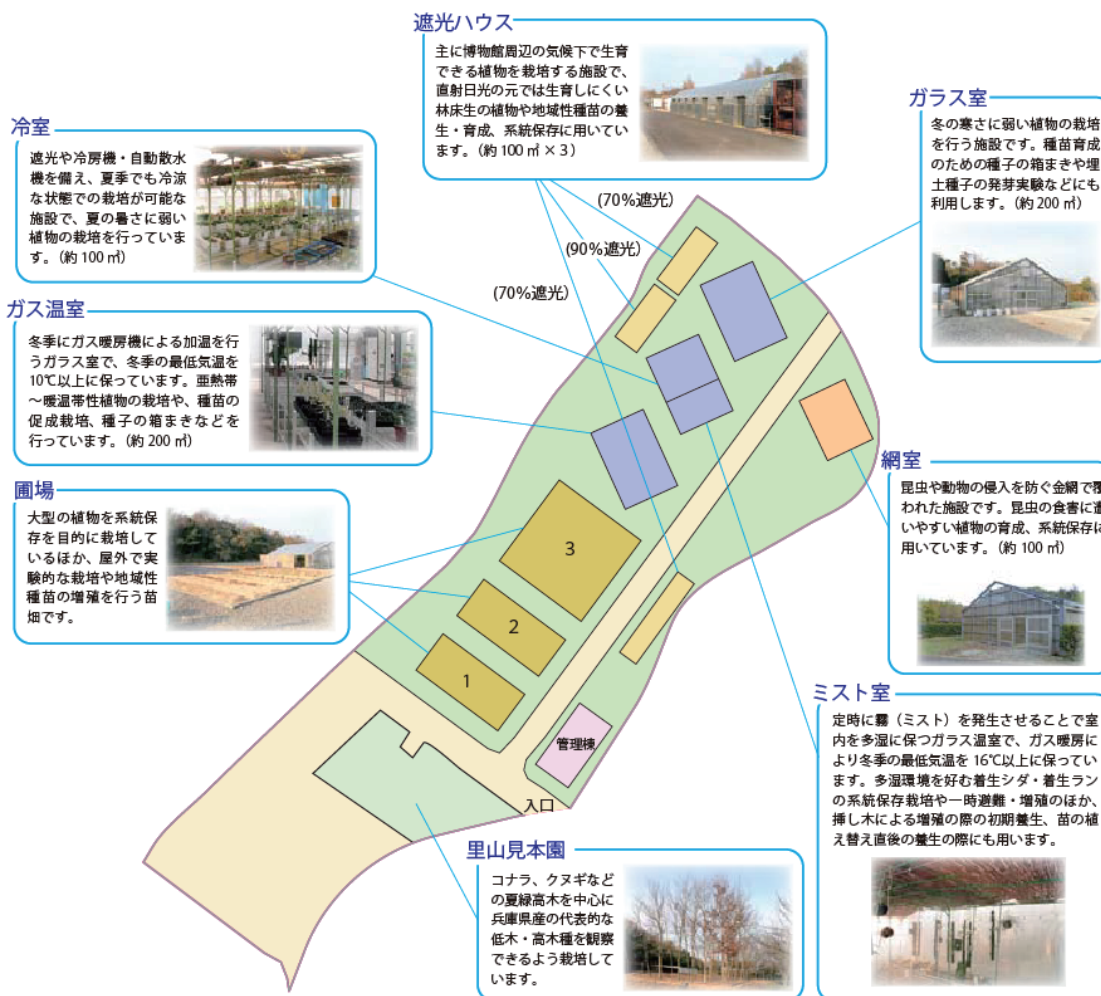 遮光ハウス
主に博物館周辺の気候下で生育
できる植物を栽培する施設で、
直射日光の元では生育しにくい
林床生の植物や地域性種苗の養
生・育成、系統保存に用いてい
ます。（約 100 ㎡ × 3）
冷室
遮光や冷房機・自動散水
機を備え、夏季でも冷涼
な状態での栽培が可能な
施設で、夏の暑さに弱い
植物の栽培を行っていま
す。（約 100 ㎡）
ガラス室
冬の寒さに弱い植物の栽培
を行う施設です。種苗育成
のための種子の箱まきや埋
土種子の発芽実験などにも
利用します。（約 200 ㎡）
(70%遮光）
(90%遮光）
(70%遮光）
ガス温室
冬季にガス暖房機による加温を行
うガラス室で、冬季の最低気温を
10℃以上に保っています。亜熱帯
～暖温帯性植物の栽培や、種苗の
促成栽培、種子の箱まきなどを
行っています。（約 200 ㎡）
網室
昆虫や動物の侵入を防ぐ金網で覆
われた施設です。昆虫の食害に遭
いやすい植物の育成、系統保存に
用いています。（約 100 ㎡）
圃場
大型の植物を系統保
存を目的に栽培して
いるほか、屋外で実
験的な栽培や地域性
種苗の増殖を行う苗
畑です。
3
2
1
管理棟
入口
ミスト室
定時に霧（ミスト）を発生させることで室
内を多湿に保つガラス温室で、ガス暖房に
より冬季の最低気温を 16℃以上に保ってい
ます。多湿環境を好む着生シダ・着生ラン
の系統保存栽培や一時避難・増殖のほか、
挿し木による増殖の際の初期養生、苗の植
え替え直後の養生の際にも用います。
里山見本園
コナラ、クヌギなど
の夏緑高木を中心に
兵庫県産の代表的な
低木・高木種を観察
できるよう栽培して
います。